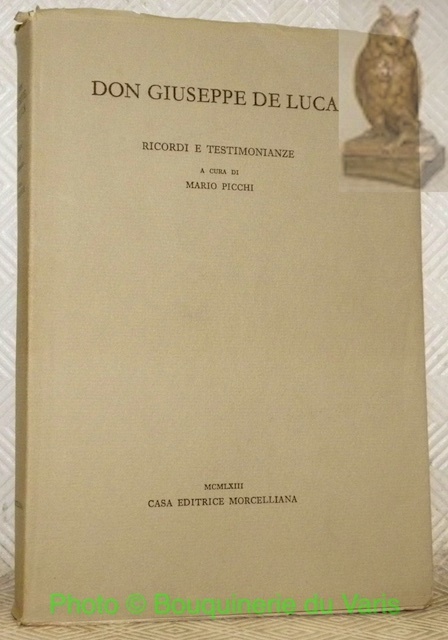 DON GIUSEPPE DE LUCA
RICORDI E TESTIMONIANZE
A CURA DI
MARIO PICCHI
MCMLXIII
CASA EDITRICE MORCELLIANA
Photo © Bouquinerie du Varis